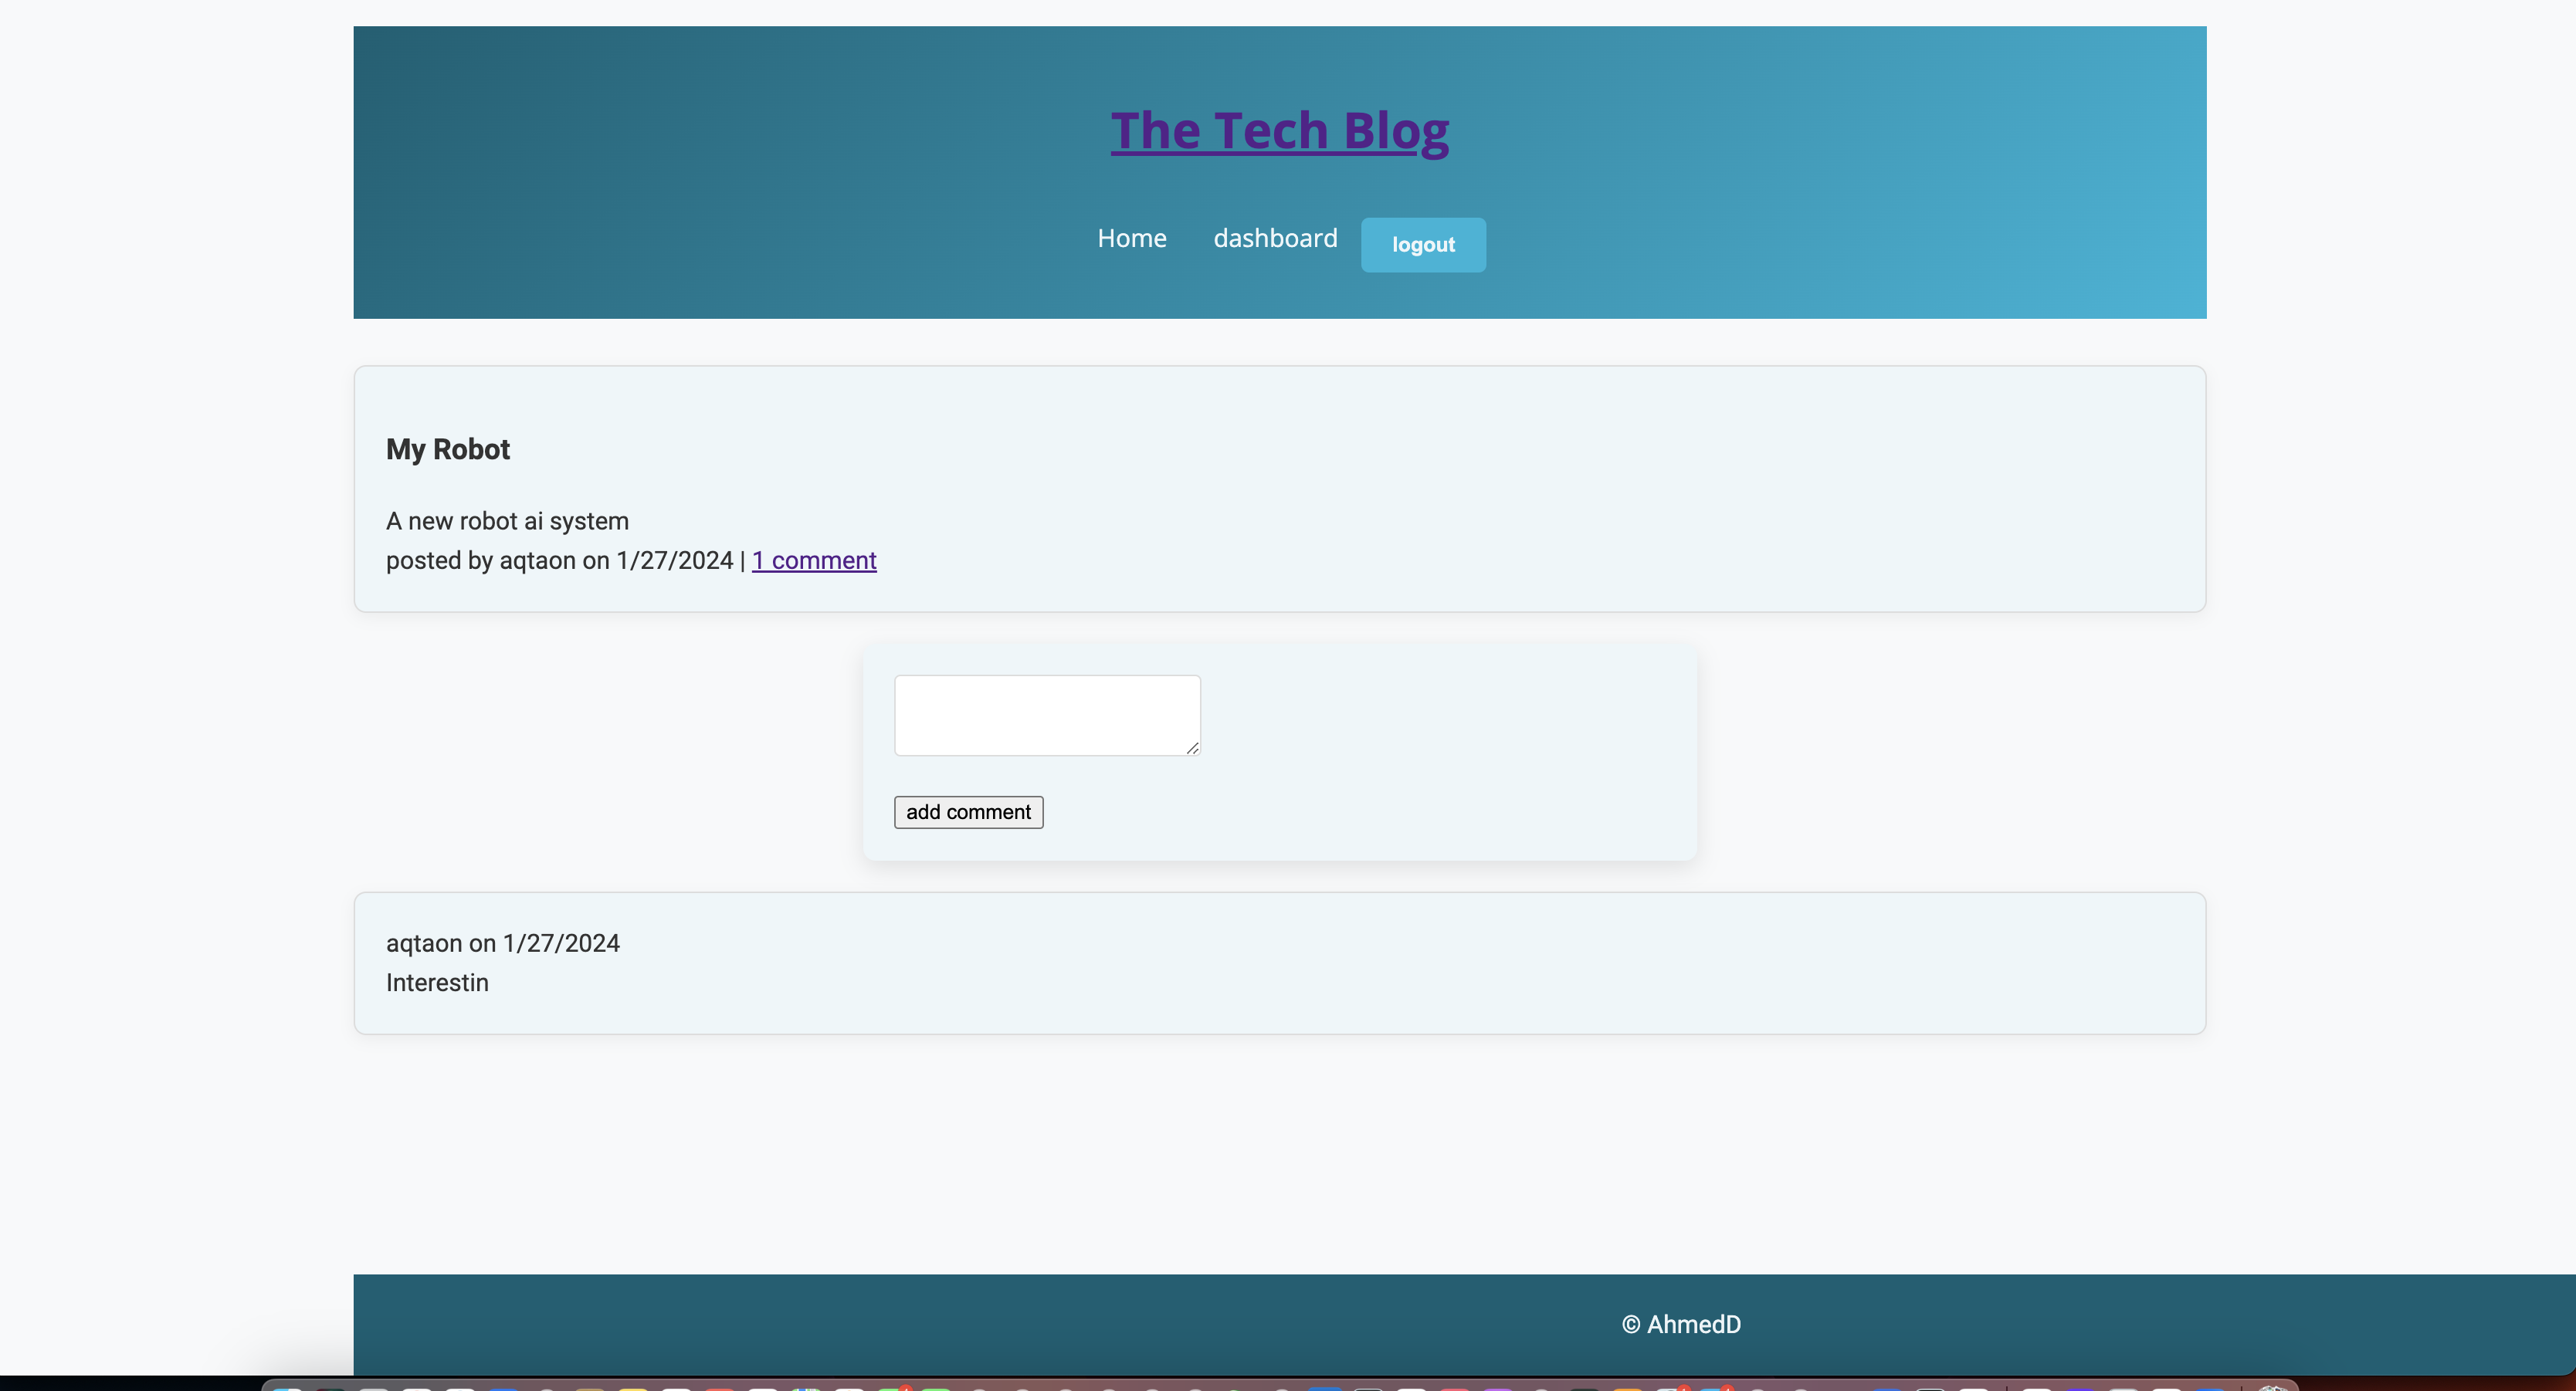 The Tech Blog
Home dashboard logout
My Robot
A new robot ai system
posted by aqtaon on 1/27/2024 | 1 comment
add comment
aqtaon on 1/27/2024
Interestin
© AhmedD